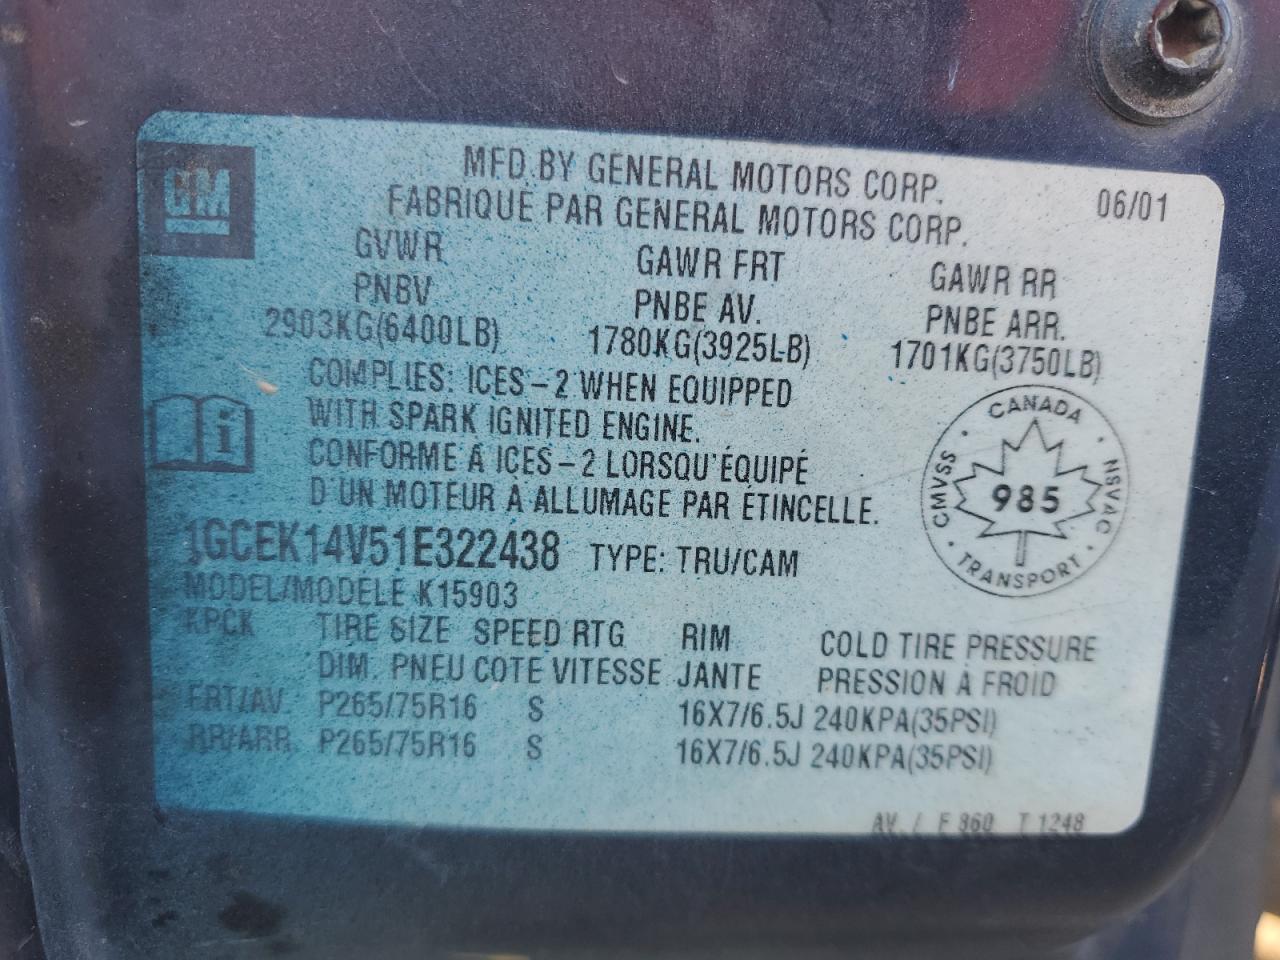 GM
MFD. BY GENERAL MOTORS CORP. 06/01
FABRIQUÉ PAR GENERAL MOTORS CORP.
GVWR GAWR FRT GAWR RR
PNBV PNBE AV. PNBE ARR.
2903KG(6400LB) 1780KG(3925LB) 1701KG(3750LB)
COMPLIES: ICES-2 WHEN EQUIPPED
WITH SPARK IGNITED ENGINE.
CONFORME À ICES-2 LORSQU'ÉQUIPÉ
D'UN MOTEUR À ALLUMAGE PAR ÉTINCELLE.
CANADA · NSVAC · TRANSPORT · CMVSS ·
985
1GCEK14V51E322438 TYPE: TRU/CAM
MODEL/MODÈLE K15903
KPCK TIRE SIZE SPEED RTG RIM COLD TIRE PRESSURE
DIM. PNEU COTE VITESSE JANTE PRESSION À FROID
FRT/AV. P265/75R16 S 16X7/6.5J 240KPA(35PSI)
RR/ARR. P265/75R16 S 16X7/6.5J 240KPA(35PSI)
AV. / F 860 T 1248